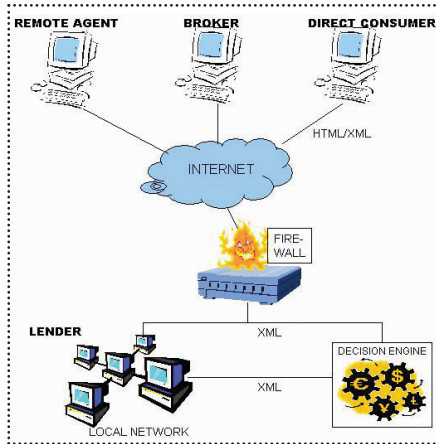 REMOTE AGENT
BROKER
DIRECT CONSUMER
HTML/XML
INTERNET
FIRE-
WALL
LENDER
XML
DECISION ENGINE
€
$
¥
£
XML
LOCAL NETWORK